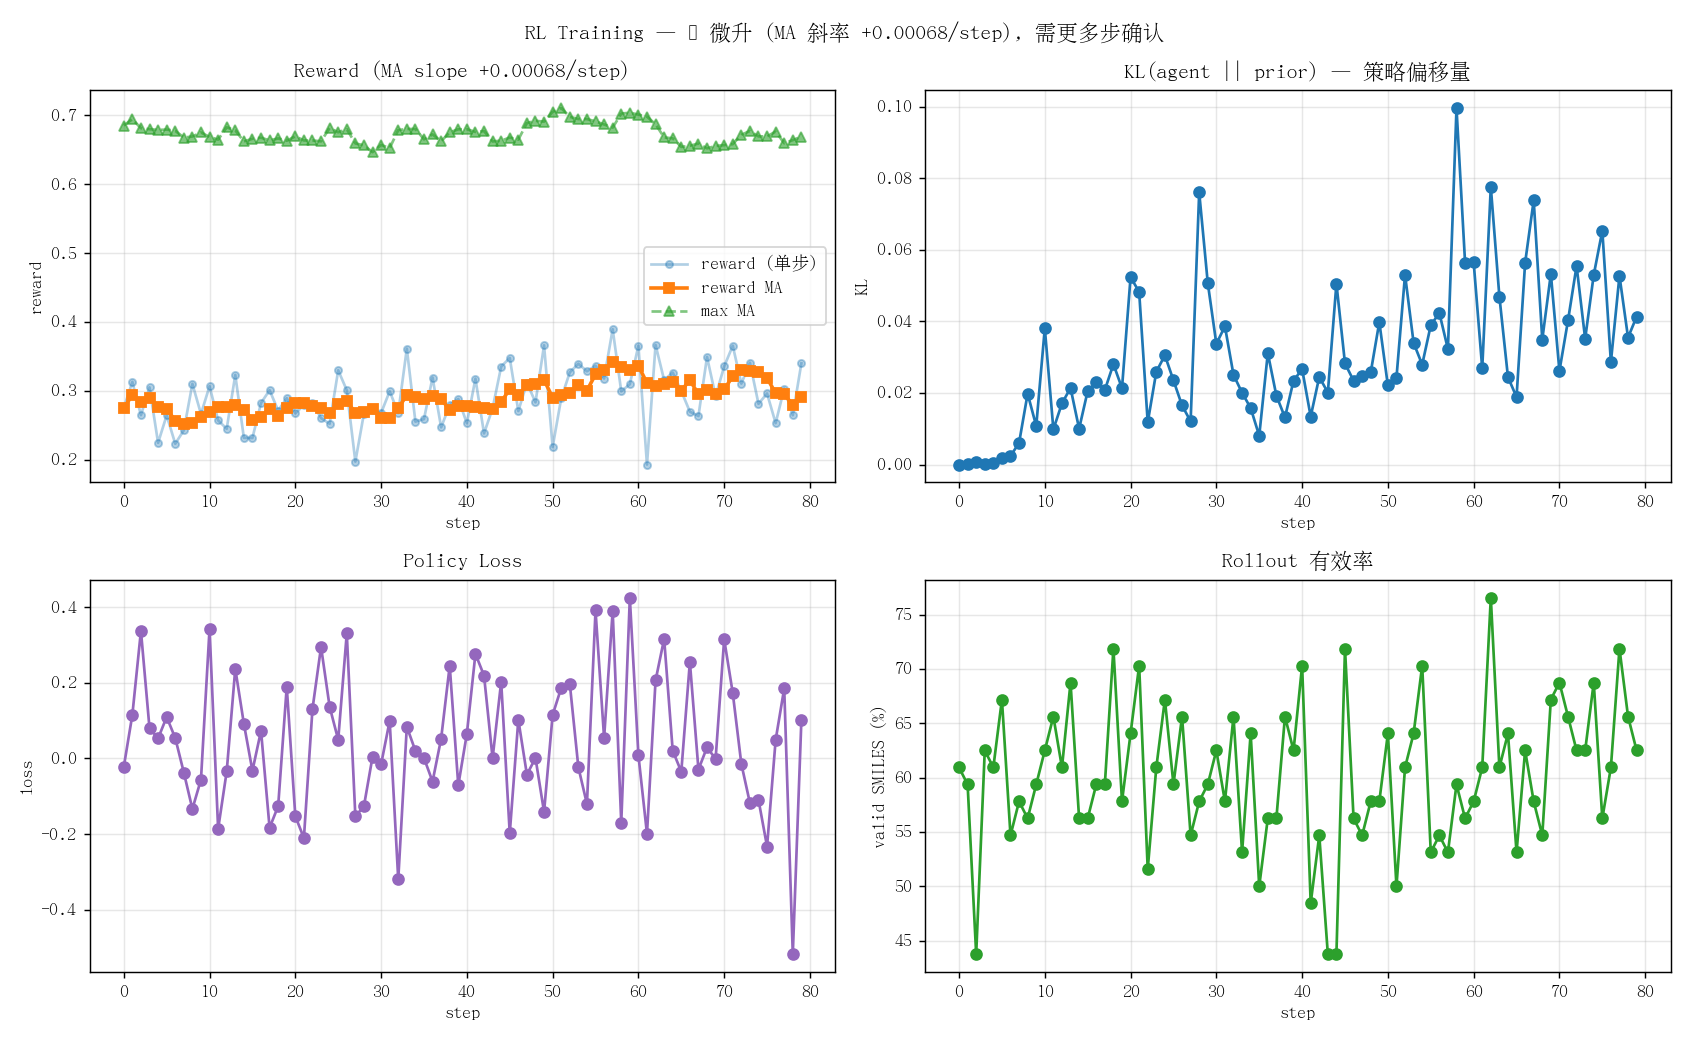 RL Training — ▯ 微升 (MA 斜率 +0.00068/step), 需更多步确认
Reward (MA slope +0.00068/step)
0.7
0.6
0.5
0.4
0.3
0.2
reward
reward (单步)
reward MA
max MA
0 10 20 30 40 50 60 70 80
step
KL(agent || prior) — 策略偏移量
0.10
0.08
0.06
0.04
0.02
0.00
KL
0 10 20 30 40 50 60 70 80
step
Policy Loss
0.4
0.2
0.0
-0.2
-0.4
loss
0 10 20 30 40 50 60 70 80
step
Rollout 有效率
75
70
65
60
55
50
45
valid SMILES (%)
0 10 20 30 40 50 60 70 80
step